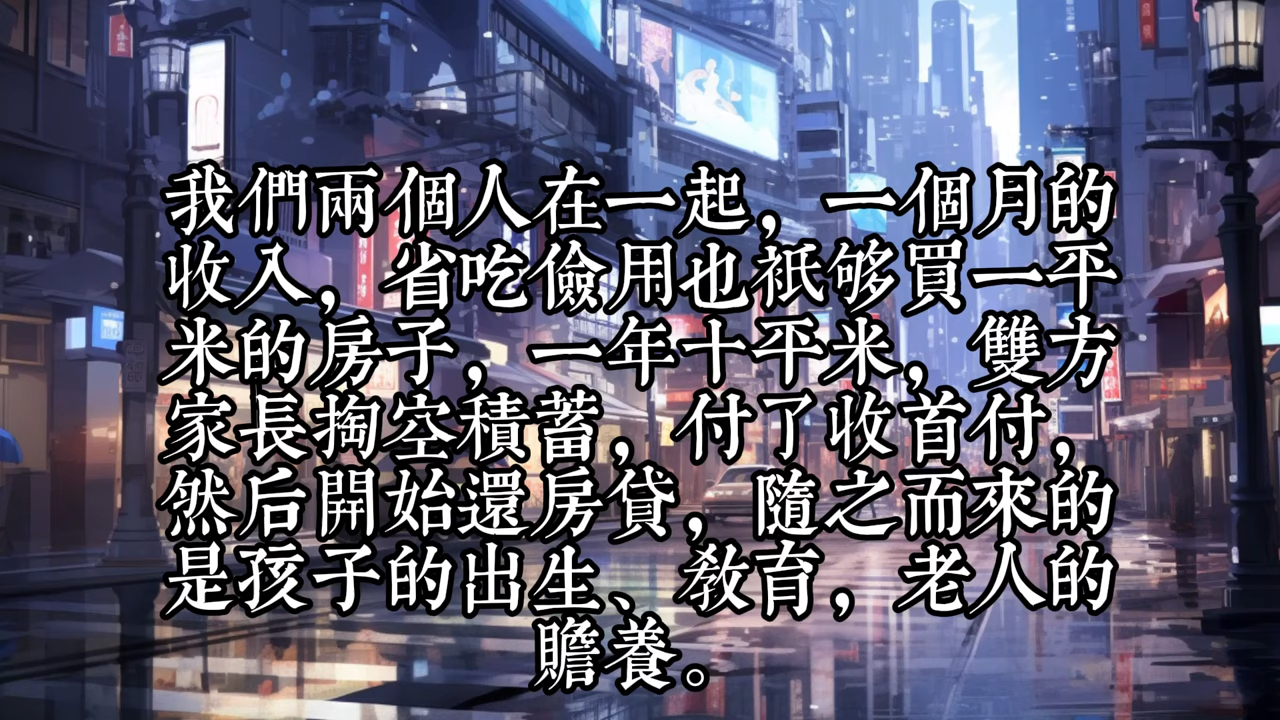 我們兩個人在一起，一個月的
收入，省吃儉用也祇够買一平
米的房子，一年十平米，雙方
家長掏空積蓄，付了收首付，
然后開始還房貸，隨之而來的
是孩子的出生、教育，老人的
贍養。